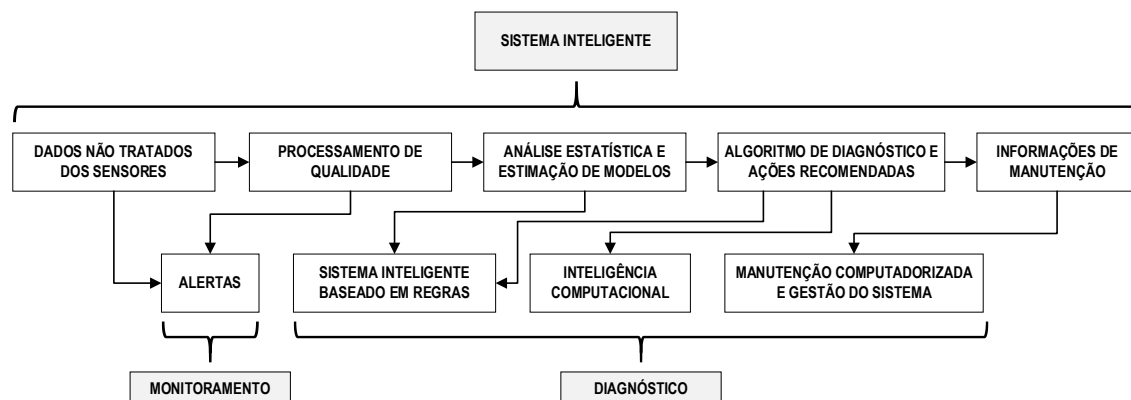 SISTEMA INTELIGENTE
DADOS NÃO TRATADOS
DOS SENSORES
PROCESSAMENTO DE
QUALIDADE
ANÁLISE ESTATÍSTICA E
ESTIMAÇÃO DE MODELOS
ALGORITMO DE DIAGNÓSTICO E
AÇÕES RECOMENDADAS
INFORMAÇÕES DE
MANUTENÇÃO
ALERTAS
SISTEMA INTELIGENTE
BASEADO EM REGRAS
INTELIGÊNCIA
COMPUTACIONAL
MANUTENÇÃO COMPUTADORIZADA
E GESTÃO DO SISTEMA
MONITORAMENTO
DIAGNÓSTICO